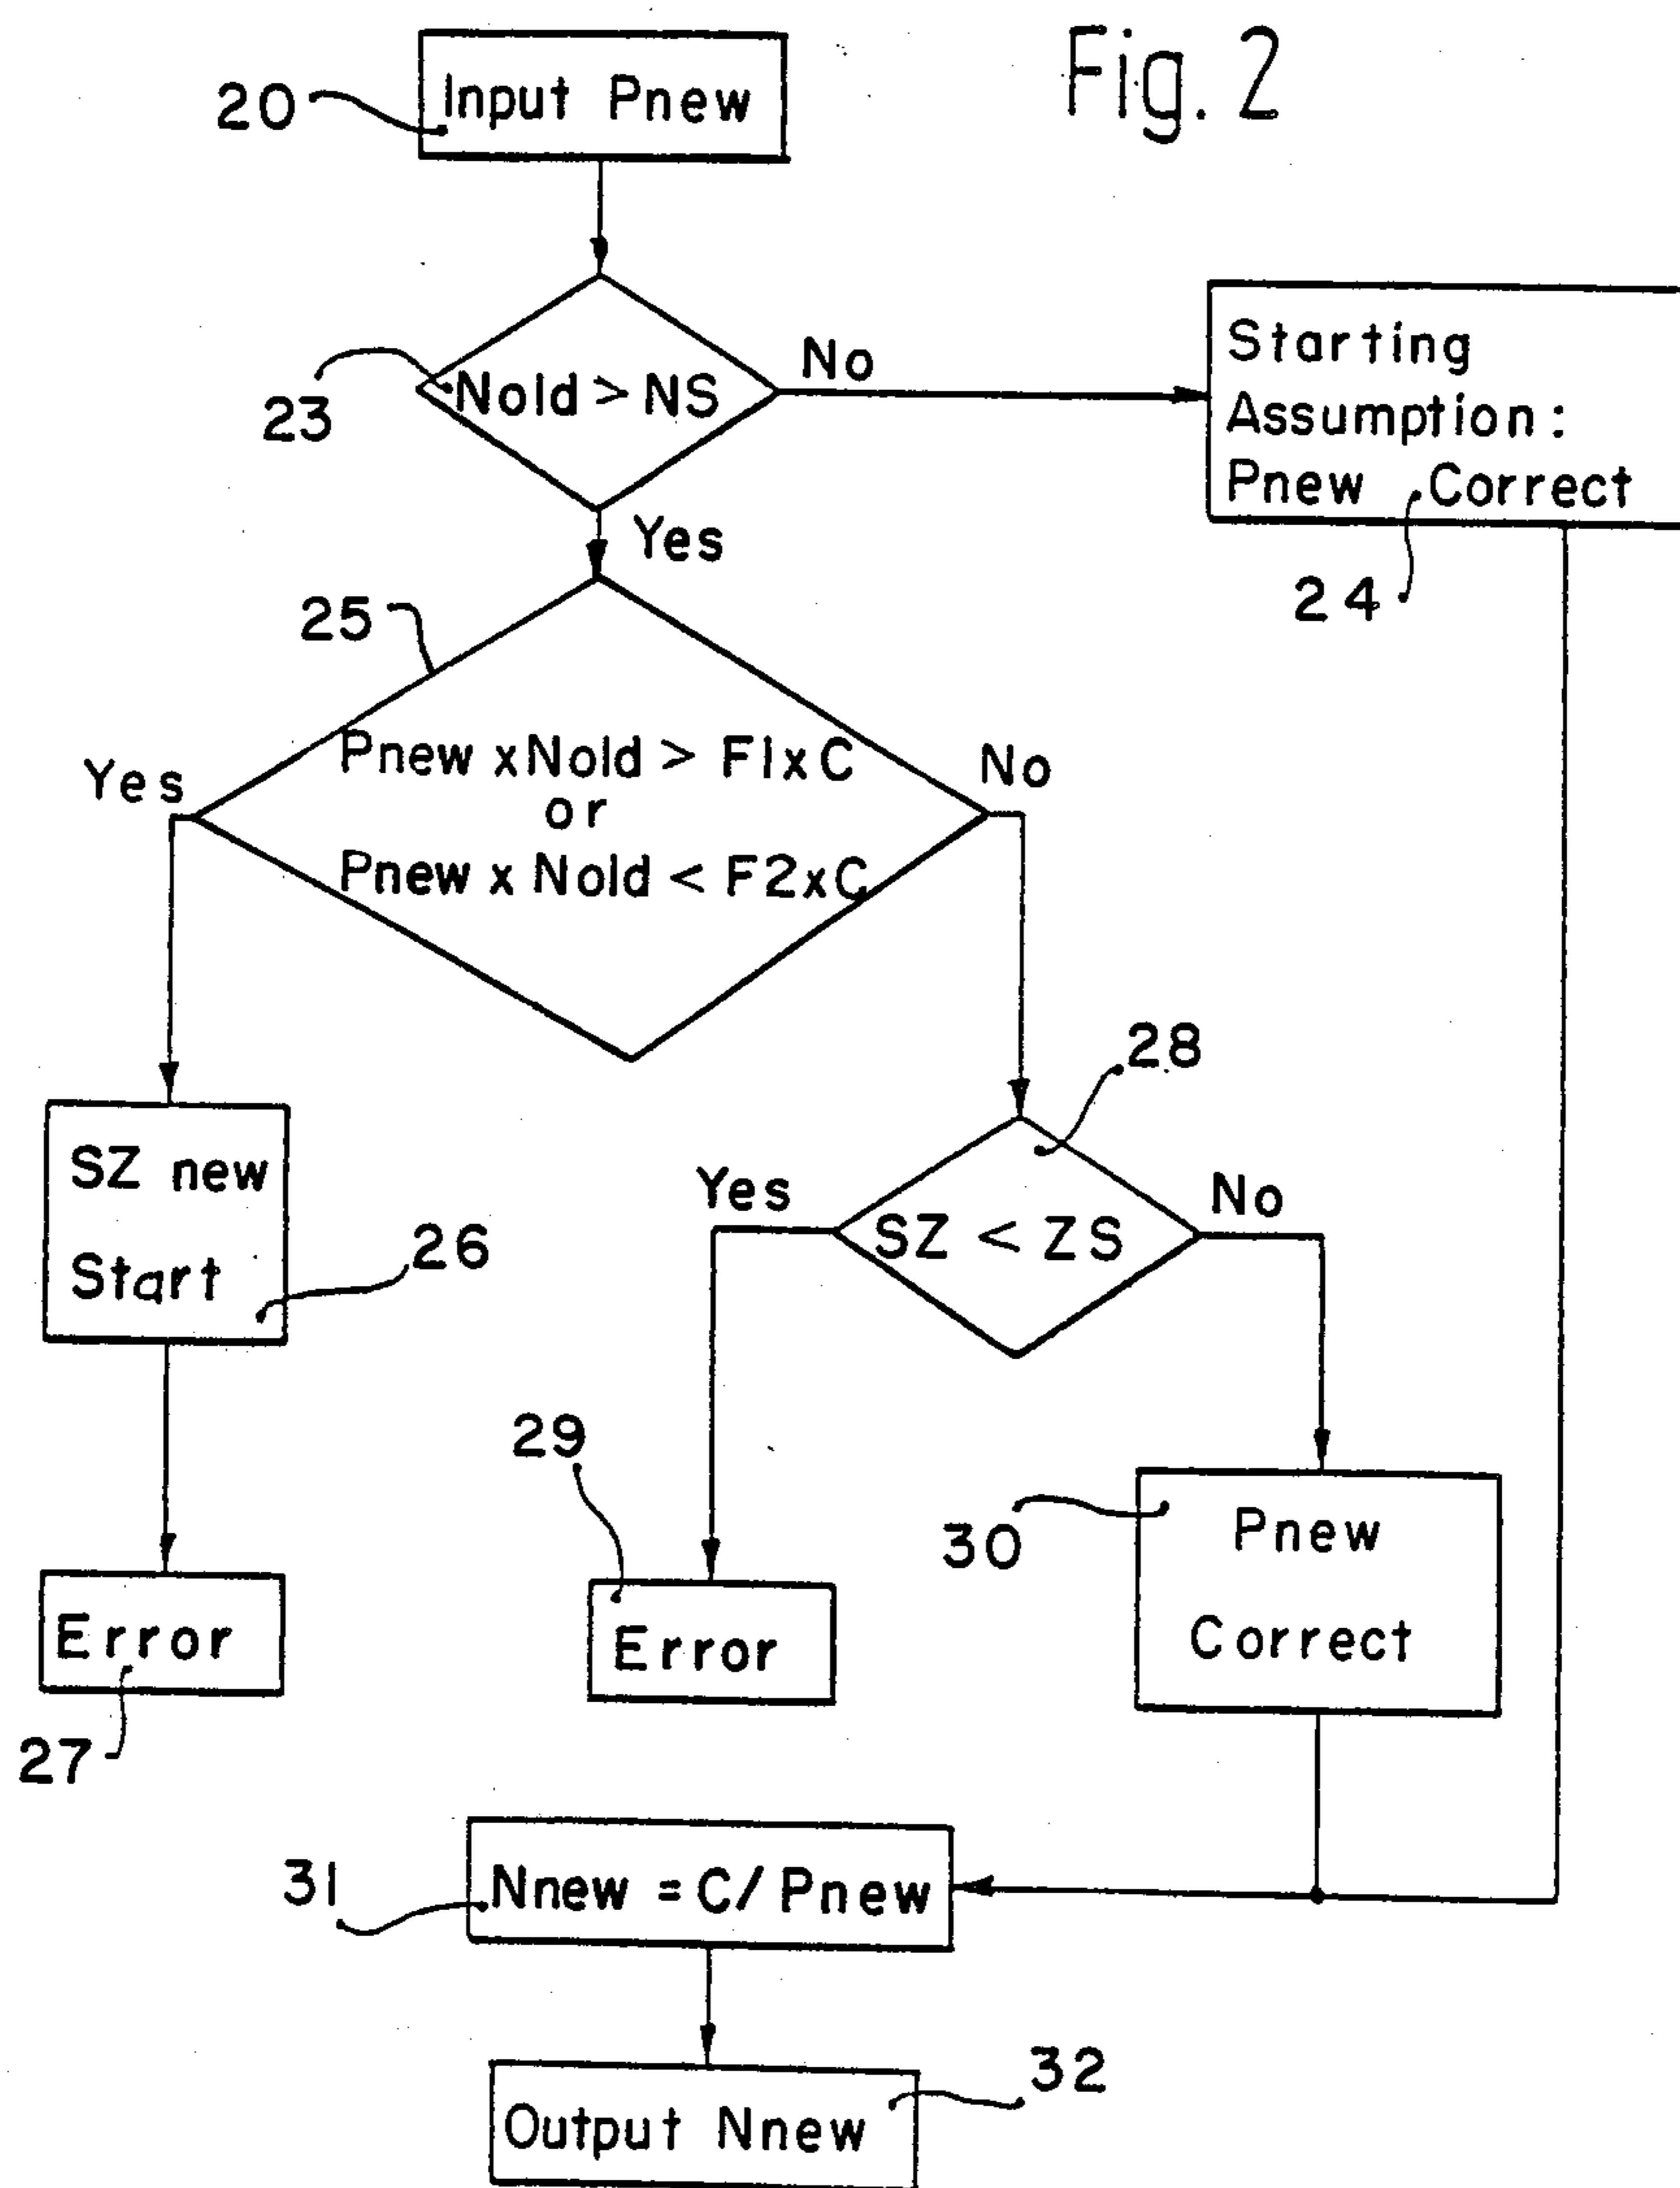 Fig. 2
20
Input Pnew
23
Nold > NS
No
Starting
Assumption:
Pnew Correct
24
Yes
25
Yes
Pnew x Nold > F1xC
or
Pnew x Nold < F2xC
No
28
SZ new
Start
26
Yes
SZ < ZS
No
29
30
Pnew
Correct
Error
27
Error
31
Nnew = C/Pnew
32
Output Nnew